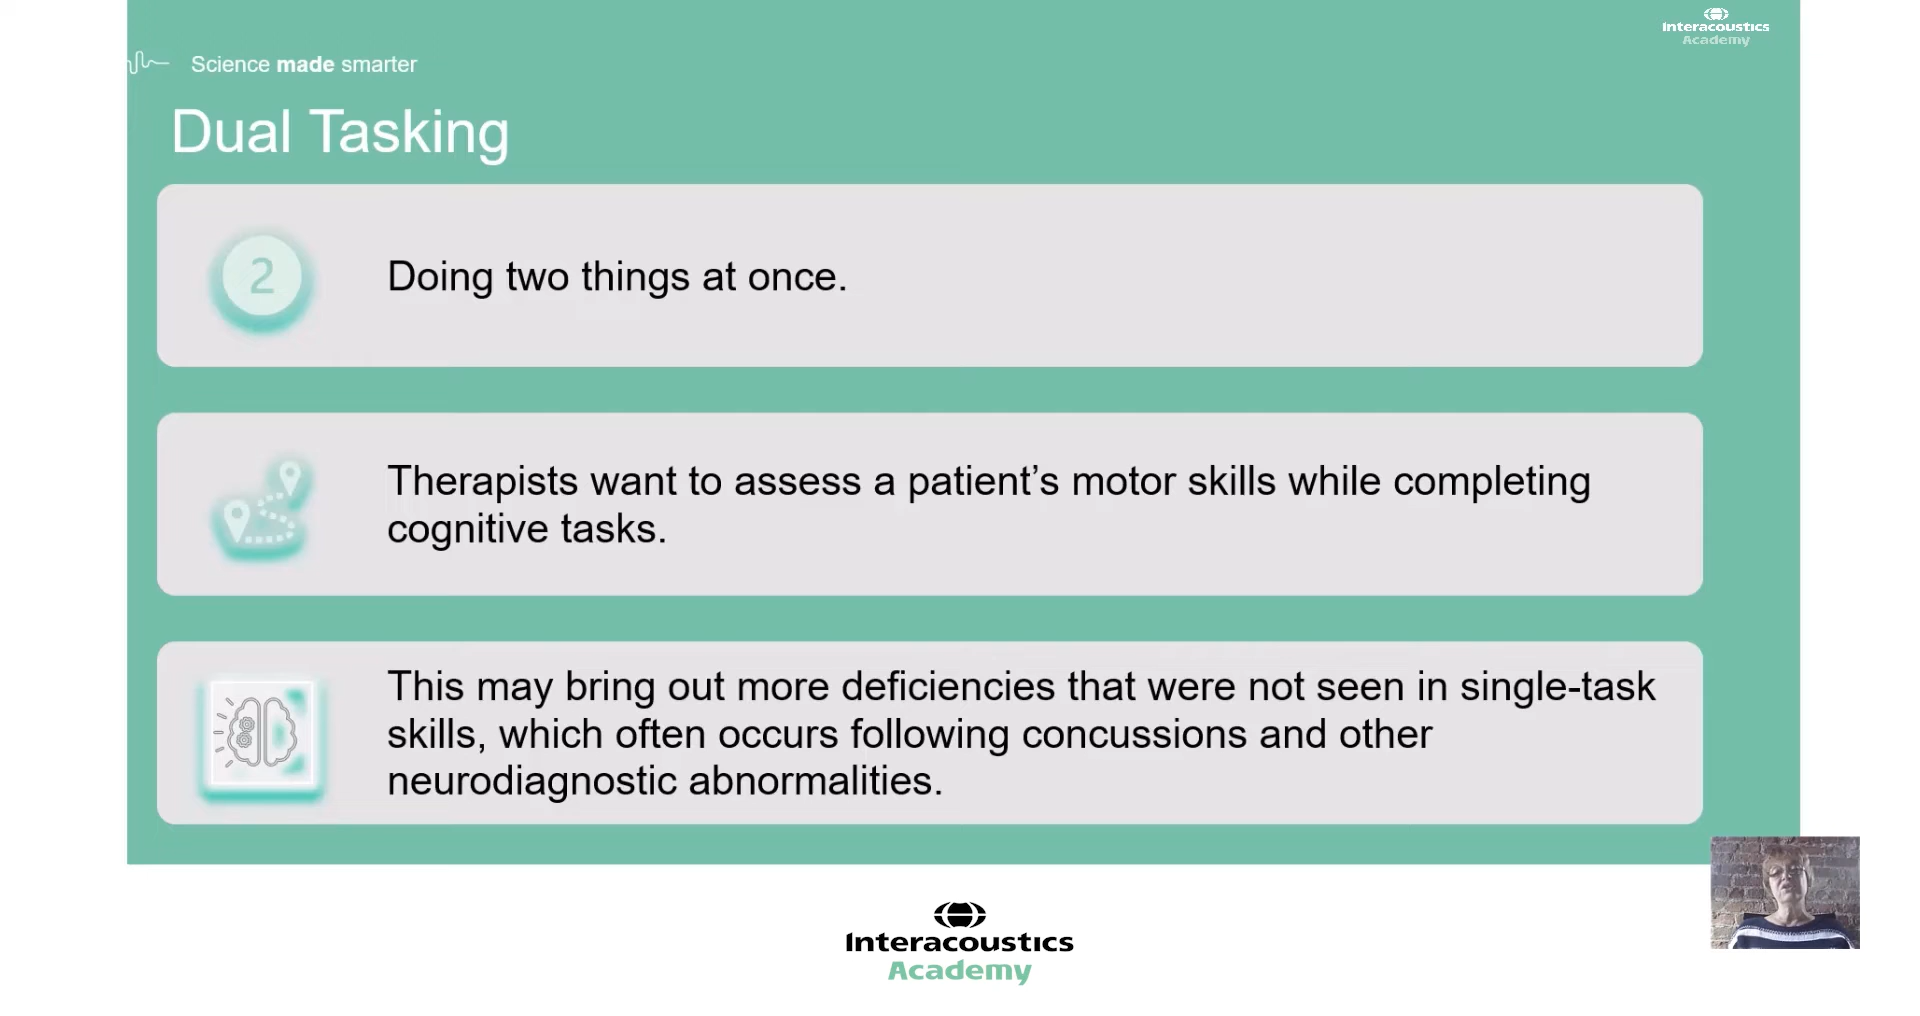 Interacoustics
Academy
Science made smarter
Dual Tasking
2
Doing two things at once.
Therapists want to assess a patient’s motor skills while completing
cognitive tasks.
This may bring out more deficiencies that were not seen in single-task
skills, which often occurs following concussions and other
neurodiagnostic abnormalities.
Interacoustics
Academy